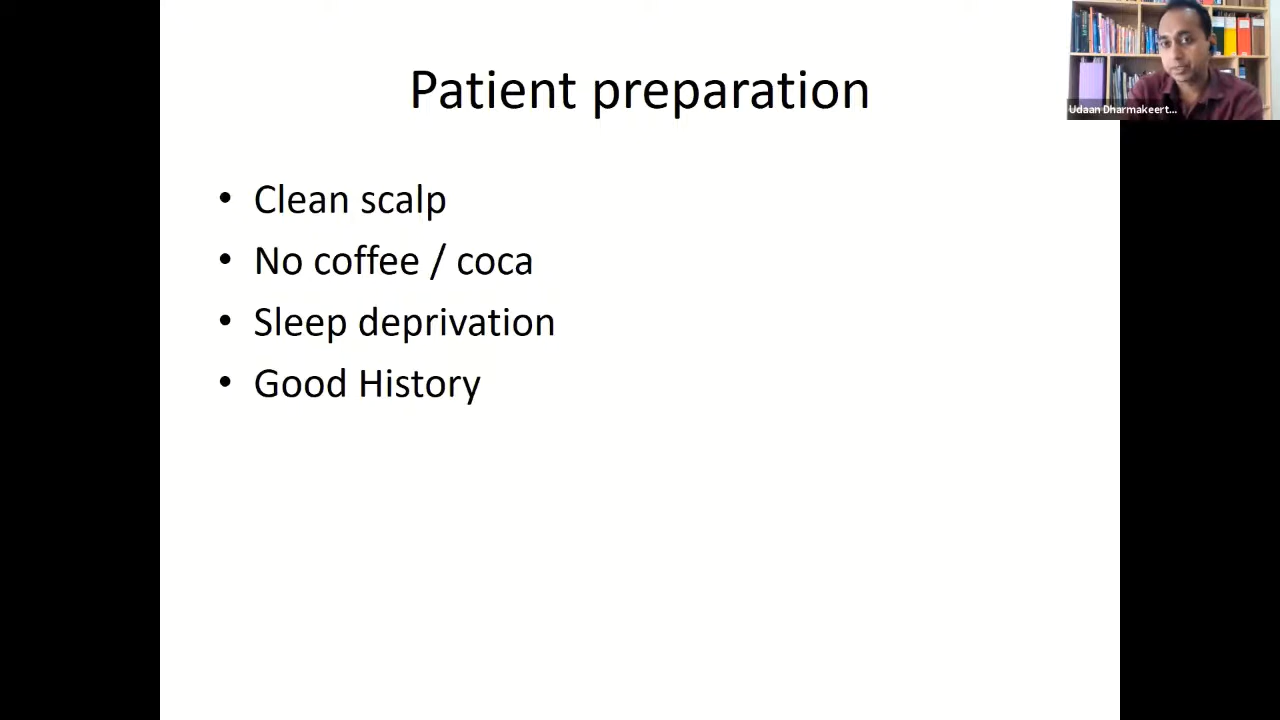 Patient preparation
Udaan Dharmakeert...
• Clean scalp
• No coffee / coca
• Sleep deprivation
• Good History